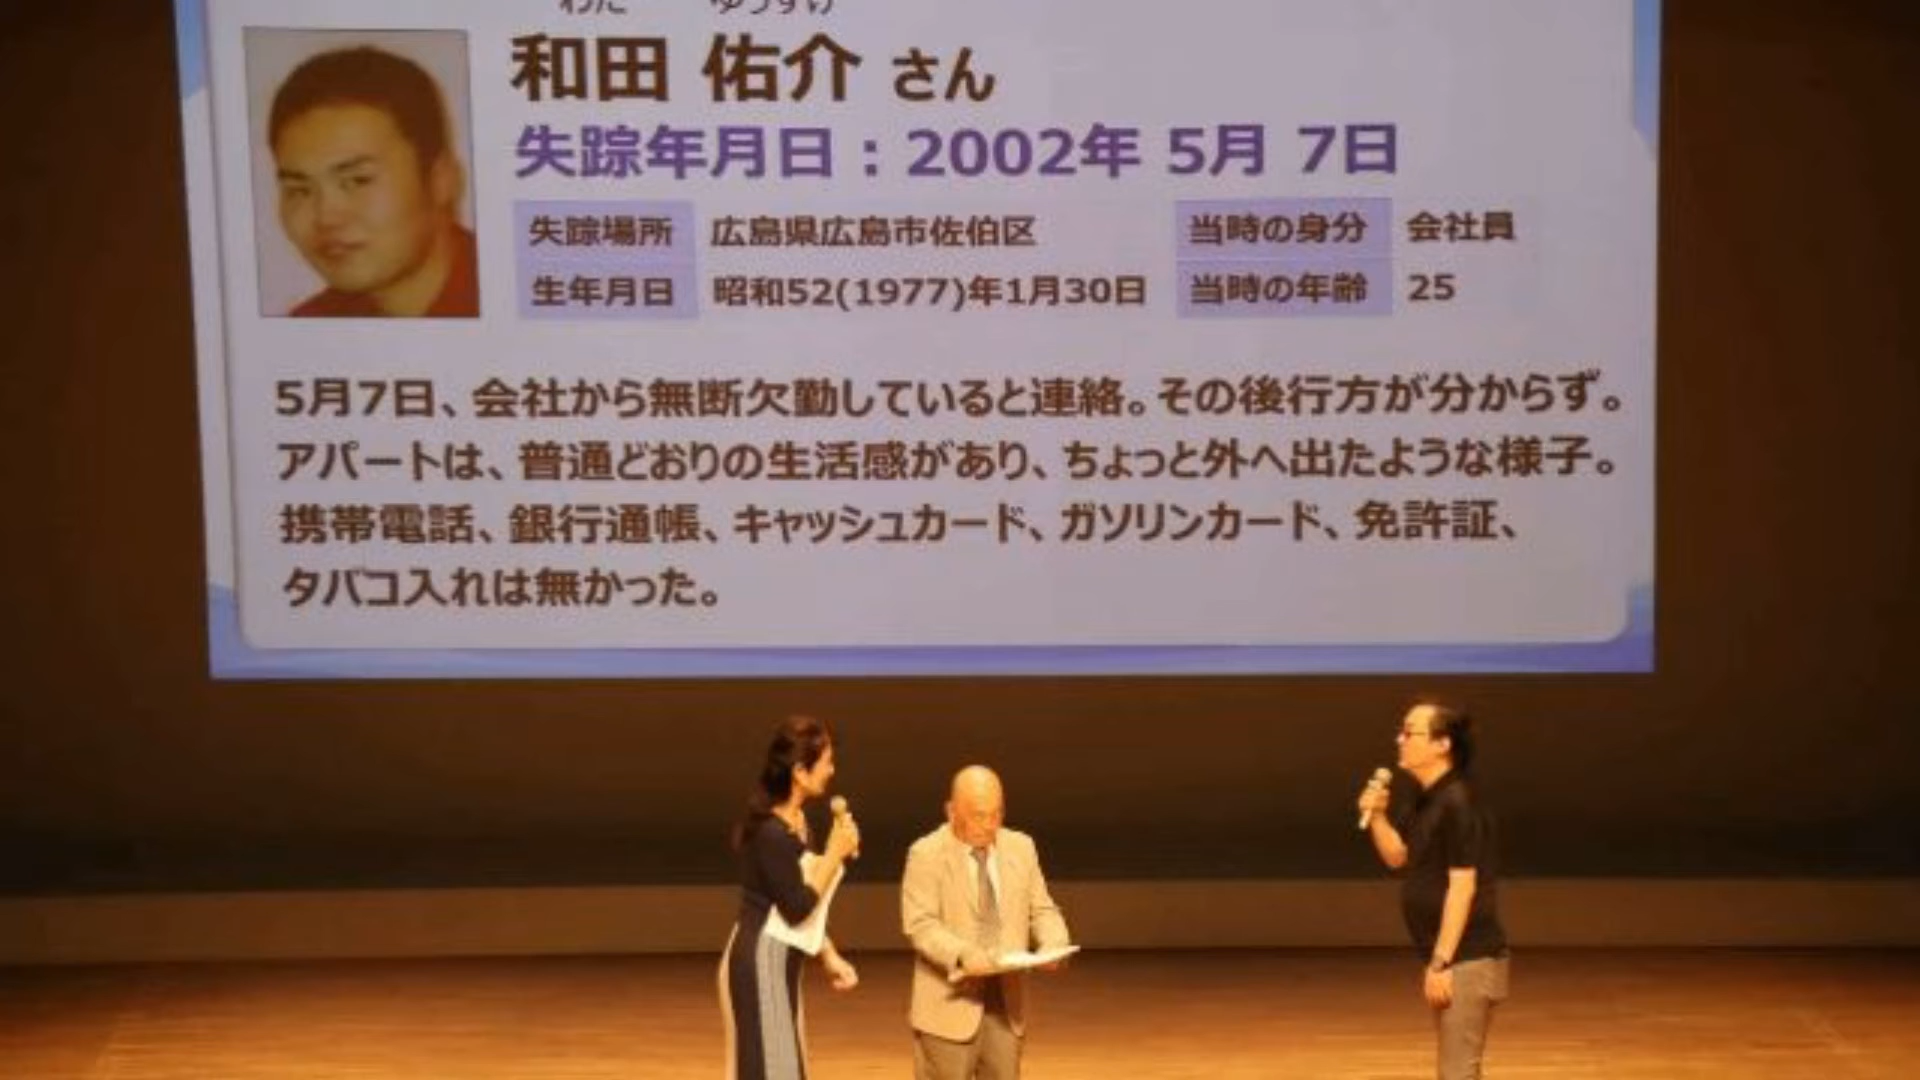 わだ ゆうすけ
和田 佑介 さん
失踪年月日：2002年 5月 7日
失踪場所 広島県広島市佐伯区 当時の身分 会社員
生年月日 昭和52(1977)年1月30日 当時の年齢 25
5月7日、会社から無断欠勤していると連絡。その後行方が分からず。
アパートは、普通どおりの生活感があり、ちょっと外へ出たような様子。
携帯電話、銀行通帳、キャッシュカード、ガソリンカード、免許証、
タバコ入れは無かった。